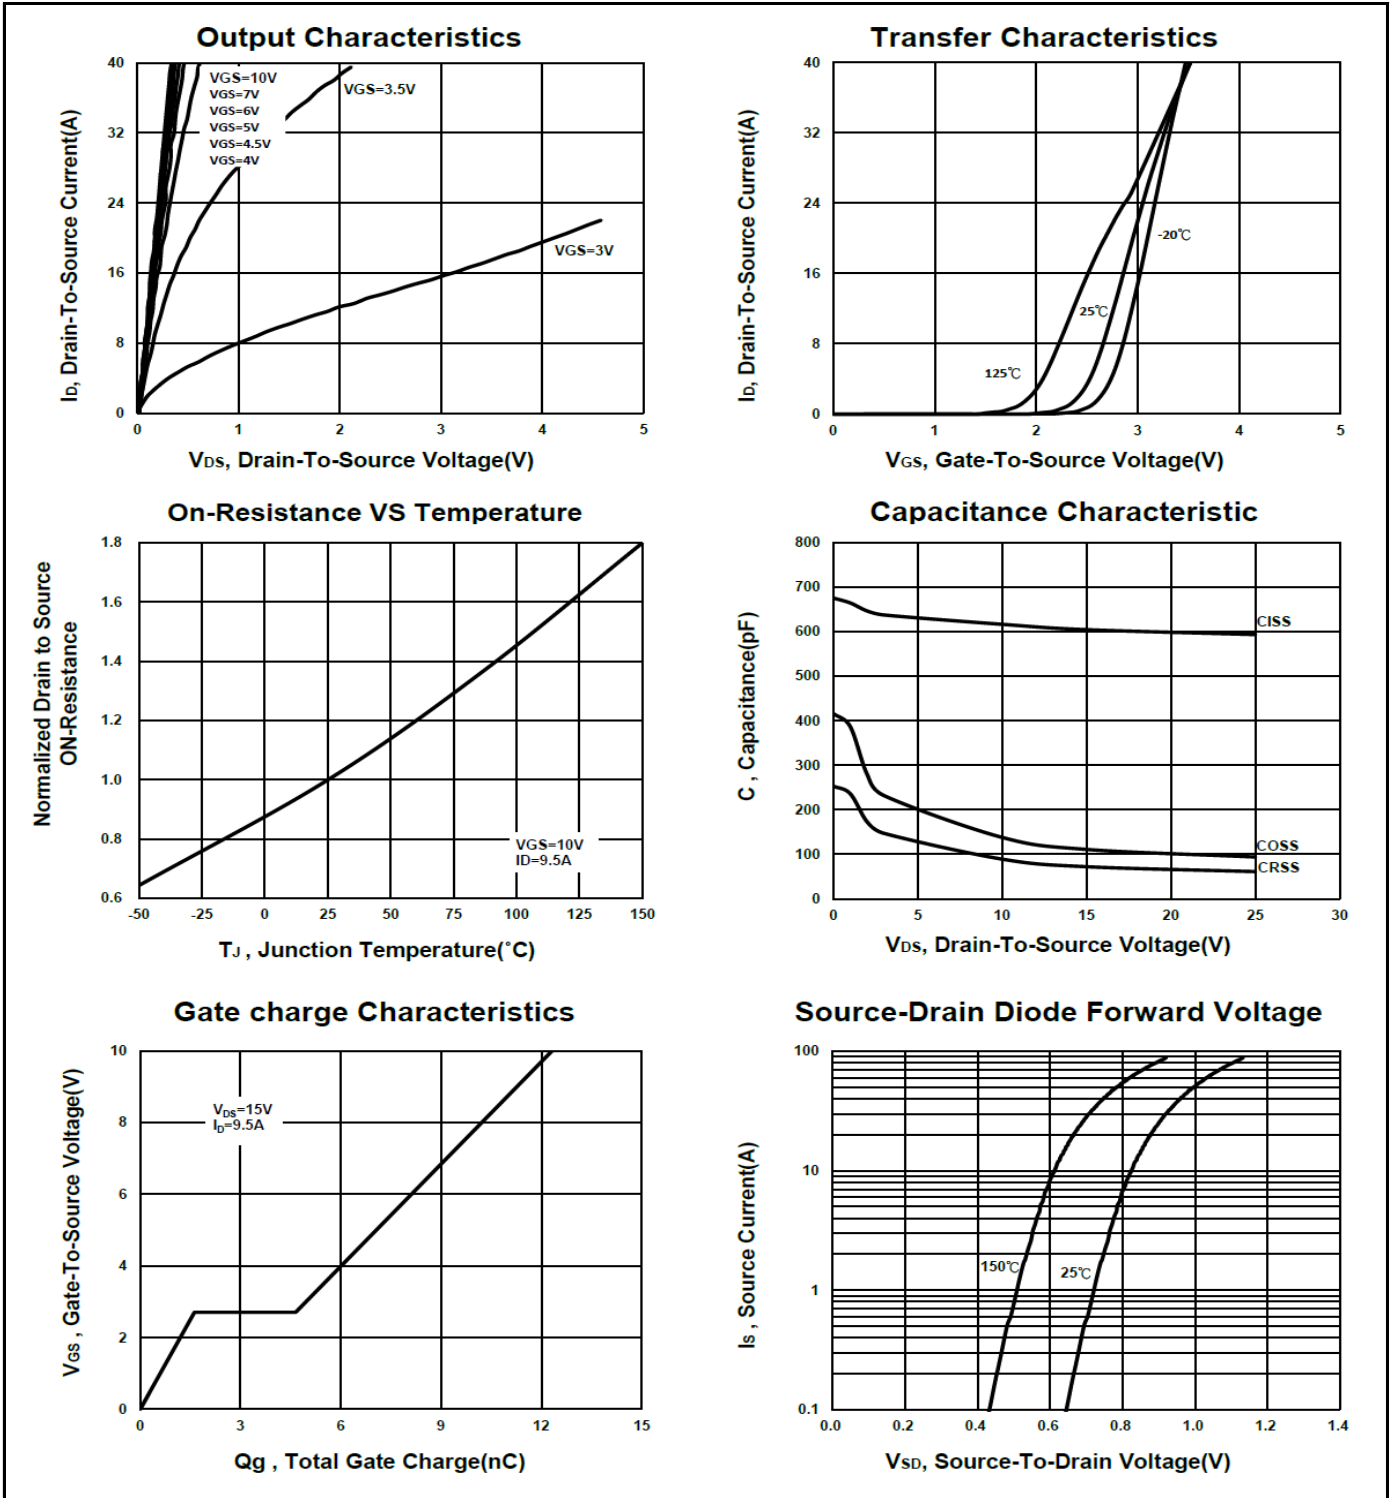 Output Characteristics
ID, Drain-To-Source Current(A)
40
32
24
16
8
0
VGS=10V
VGS=7V
VGS=6V
VGS=5V
VGS=4.5V
VGS=4V
VGS=3.5V
VGS=3V
0 1 2 3 4 5
VDS, Drain-To-Source Voltage(V)
Transfer Characteristics
ID, Drain-To-Source Current(A)
40
32
24
16
8
0
-20℃
25℃
125℃
0 1 2 3 4 5
VGS, Gate-To-Source Voltage(V)
On-Resistance VS Temperature
Normalized Drain to Source
ON-Resistance
1.8
1.6
1.4
1.2
1.0
0.8
0.6
VGS=10V
ID=9.5A
-50 -25 0 25 50 75 100 125 150
TJ , Junction Temperature(°C)
Capacitance Characteristic
C , Capacitance(pF)
800
700
600
500
400
300
200
100
0
CISS
COSS
CRSS
0 5 10 15 20 25 30
VDS, Drain-To-Source Voltage(V)
Gate charge Characteristics
VGS , Gate-To-Source Voltage(V)
10
8
6
4
2
0
VDS=15V
ID=9.5A
0 3 6 9 12 15
Qg , Total Gate Charge(nC)
Source-Drain Diode Forward Voltage
IS , Source Current(A)
100
10
1
0.1
150℃
25℃
0.0 0.2 0.4 0.6 0.8 1.0 1.2 1.4
VSD, Source-To-Drain Voltage(V)